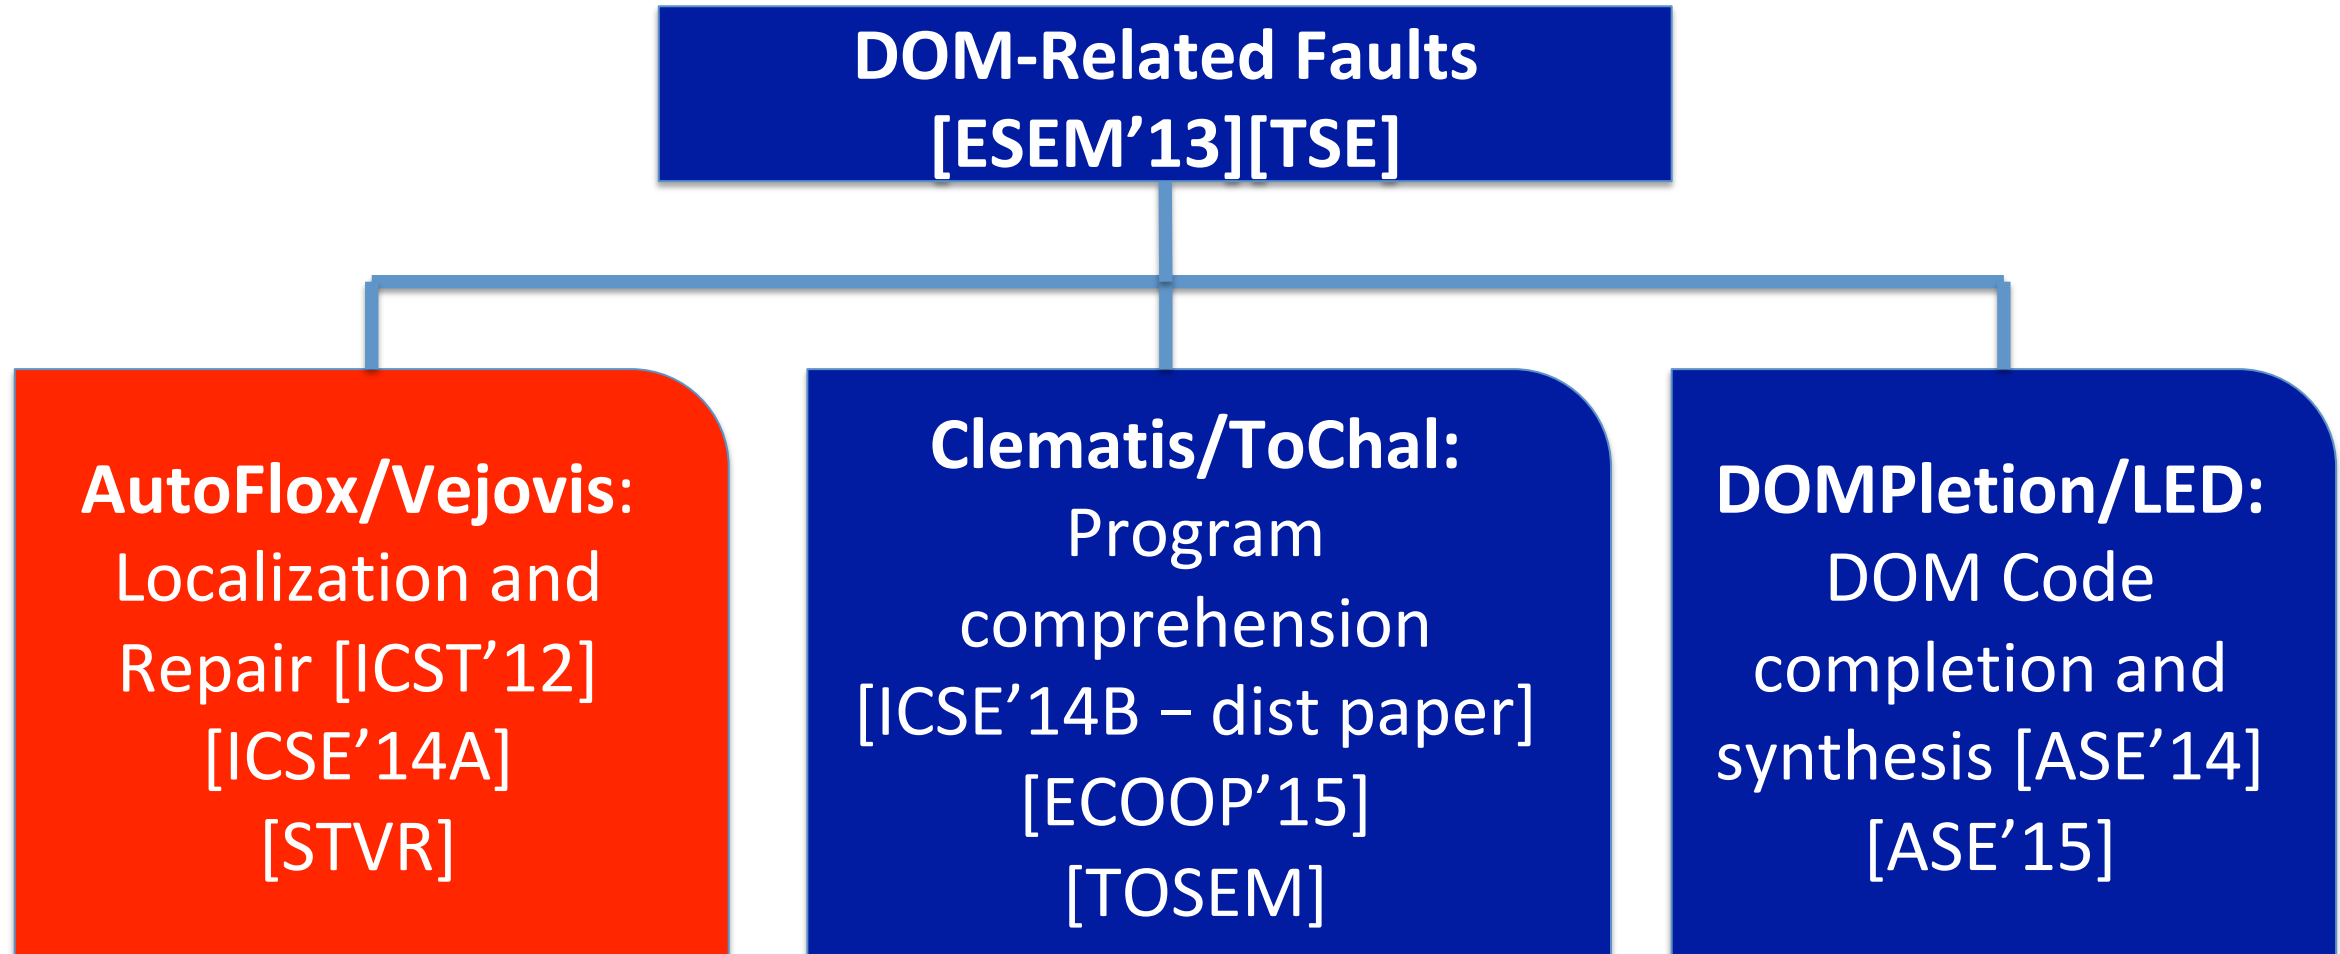 DOM-Related Faults
[ESEM’13][TSE]
AutoFlox/Vejovis:
Localization and
Repair [ICST’12]
[ICSE’14A]
[STVR]
Clematis/ToChal:
Program
comprehension
[ICSE’14B – dist paper]
[ECOOP’15]
[TOSEM]
DOMPletion/LED:
DOM Code
completion and
synthesis [ASE’14]
[ASE’15]